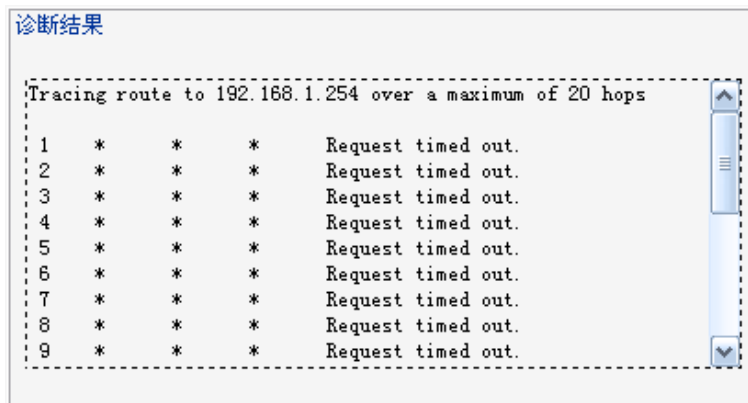 诊断结果
Tracing route to 192.168.1.254 over a maximum of 20 hops
1 * * * Request timed out.
2 * * * Request timed out.
3 * * * Request timed out.
4 * * * Request timed out.
5 * * * Request timed out.
6 * * * Request timed out.
7 * * * Request timed out.
8 * * * Request timed out.
9 * * * Request timed out.